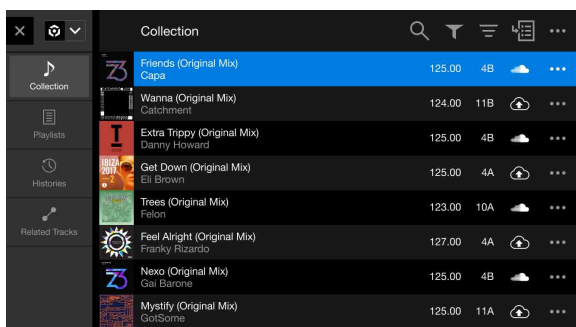 Collection
Collection
Playlists
Histories
Related Tracks
Friends (Original Mix)
Capa
125.00 4B
Wanna (Original Mix)
Catchment
124.00 11B
Extra Trippy (Original Mix)
Danny Howard
125.00 4B
IBIZA
2017
Get Down (Original Mix)
Eli Brown
125.00 4A
Trees (Original Mix)
Felon
123.00 10A
Feel Alright (Original Mix)
Franky Rizardo
127.00 4A
Nexo (Original Mix)
Gai Barone
125.00 4B
Mystify (Original Mix)
GotSome
125.00 11A